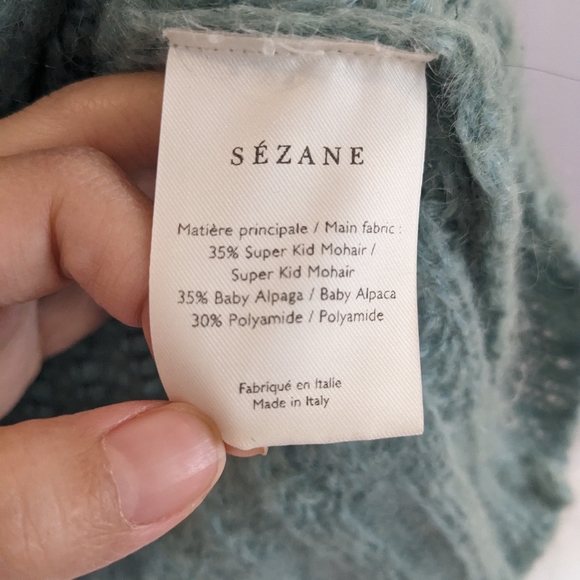 SÉZANE
Matière principale / Main fabric :
35% Super Kid Mohair /
Super Kid Mohair
35% Baby Alpaga / Baby Alpaca
30% Polyamide / Polyamide
Fabriqué en Italie
Made in Italy